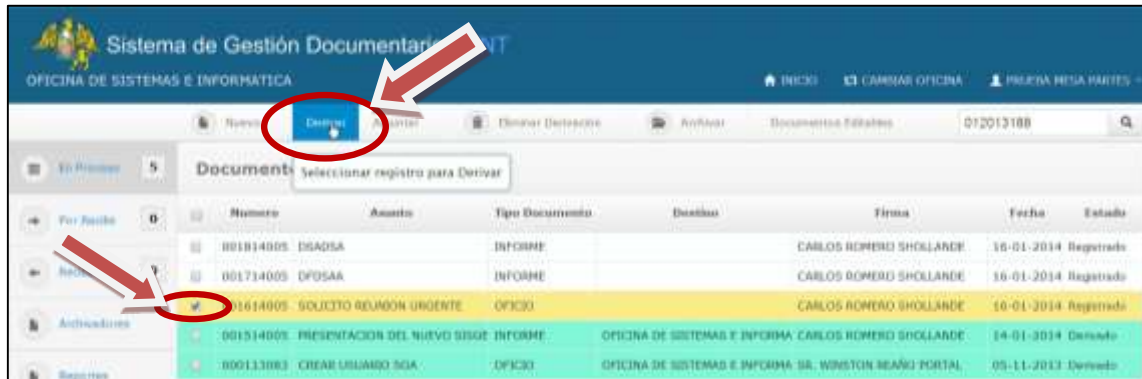 Sistema de Gestión Documentario NT
OFICINA DE SISTEMAS E INFORMATICA
INICIO CAMBIAR OFICINA PRUEBA MESA PARTES
Nuevo Derivar Adjuntar Eliminar Derivación Archivar Documentos Editables 012013188
En Proceso 5
Seleccionar registro para Derivar
Por Recibir 0
Numero Asunto Tipo Documento Destino Firma Fecha Estado
001814005 DSADSA INFORME CARLOS ROMERO SHOLLANDE 16-01-2014 Registrado
001714005 DFDSAA INFORME CARLOS ROMERO SHOLLANDE 16-01-2014 Registrado
001614005 SOLICITO REUNION URGENTE OFICIO CARLOS ROMERO SHOLLANDE 16-01-2014 Registrado
Archivadores
001514005 PRESENTACION DEL NUEVO SISGE INFORME OFICINA DE SISTEMAS E INFORMA CARLOS ROMERO SHOLLANDE 14-01-2014 Derivado
000113083 CREAR USUARIO SGA OFICIO OFICINA DE SISTEMAS E INFORMA SR. WINSTON REAÑO PORTAL 05-11-2013 Derivado
Reportes